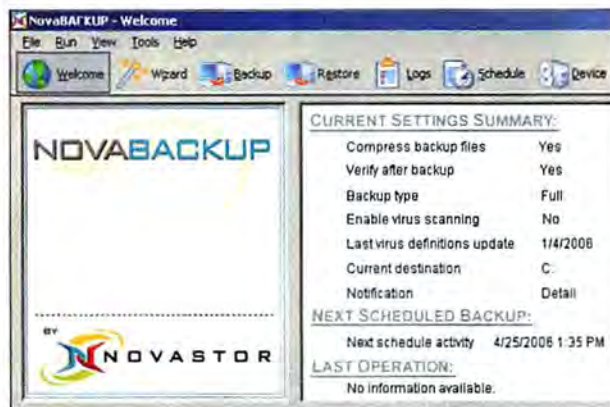 NovaBACKUP - Welcome
File Run View Tools Help
Welcome Wizard Backup Restore Logs Schedule Device
NOVABACKUP
BY
NOVASTOR
CURRENT SETTINGS SUMMARY:
Compress backup files Yes
Verify after backup Yes
Backup type Full
Enable virus scanning No
Last virus definitions update 1/4/2006
Current destination C:
Notification Detail
NEXT SCHEDULED BACKUP:
Next schedule activity 4/25/2006 1:35 PM
LAST OPERATION:
No information available.